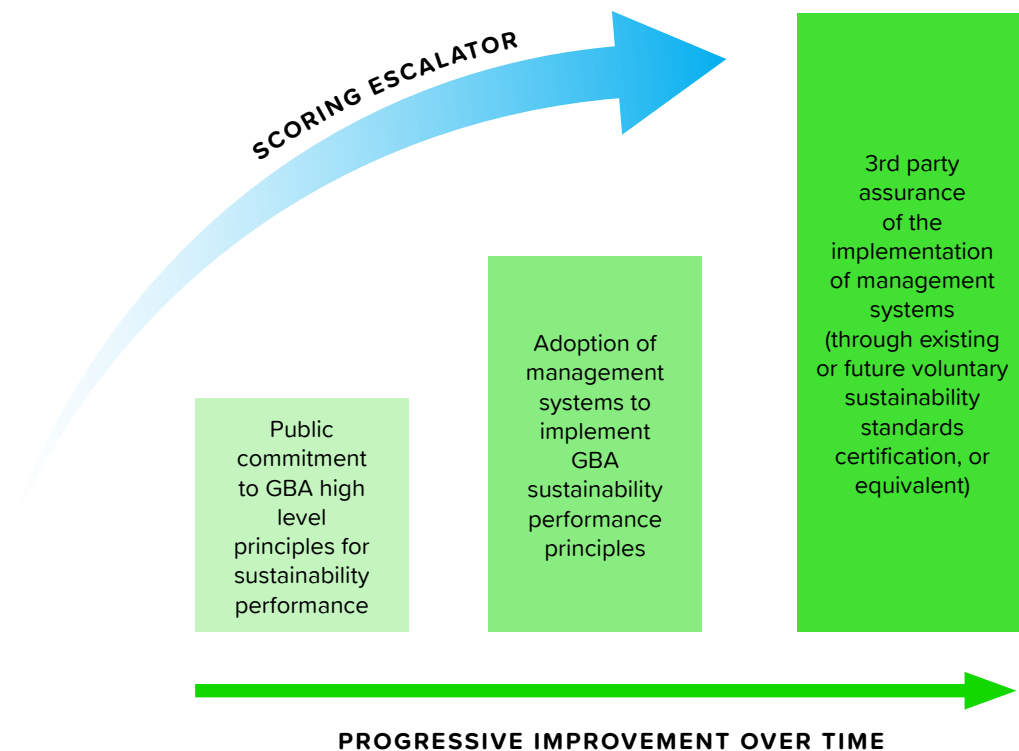 SCORING ESCALATOR
Public
commitment
to GBA high
level
principles for
sustainability
performance
Adoption of
management
systems to
implement
GBA
sustainability
performance
principles
3rd party
assurance
of the
implementation
of management
systems
(through existing
or future voluntary
sustainability
standards
certification, or
equivalent)
PROGRESSIVE IMPROVEMENT OVER TIME